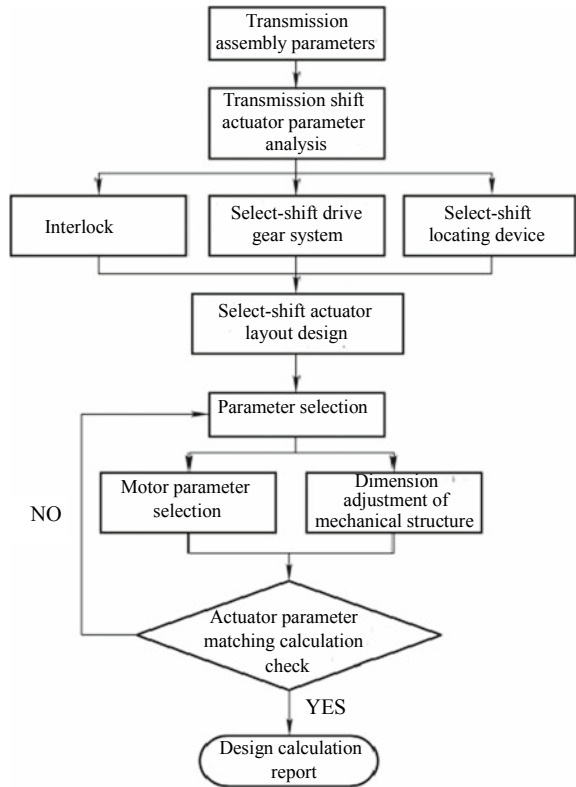 Transmission
assembly parameters
Transmission shift
actuator parameter
analysis
Interlock
Select-shift drive
gear system
Select-shift
locating device
Select-shift actuator
layout design
Parameter selection
Motor parameter
selection
Dimension
adjustment of
mechanical structure
NO
Actuator parameter
matching calculation
check
YES
Design calculation
report